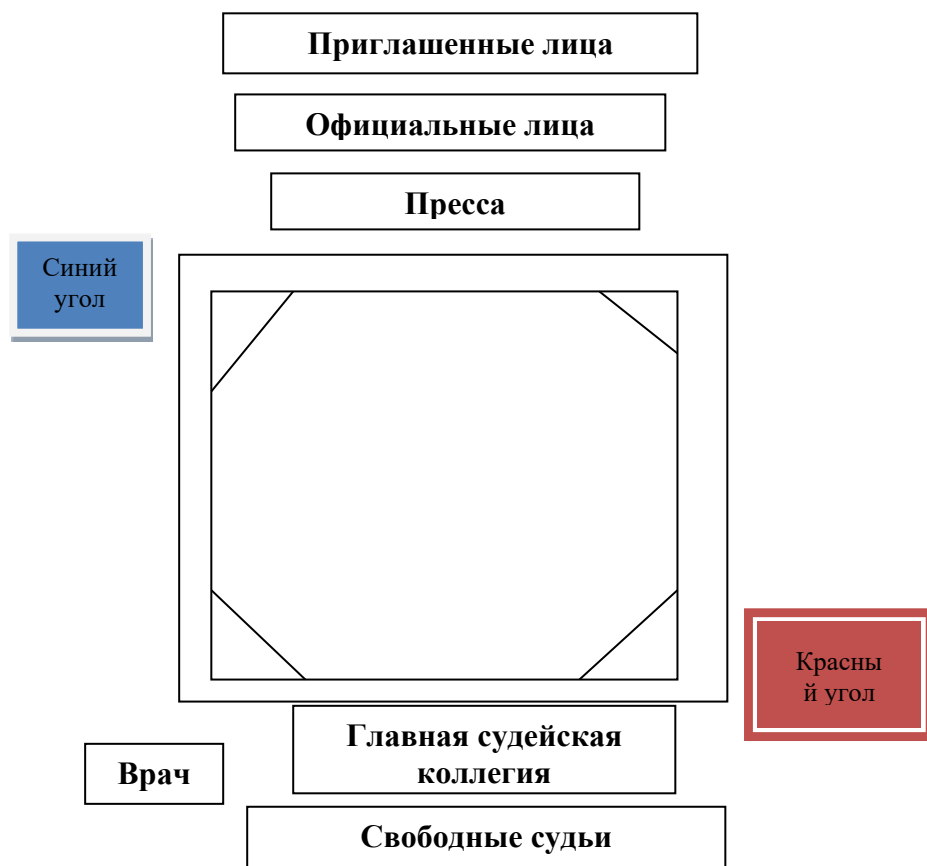 Приглашенные лица
Официальные лица
Пресса
Синий
угол
Красны
й угол
Главная судейская
коллегия
Врач
Свободные судьи